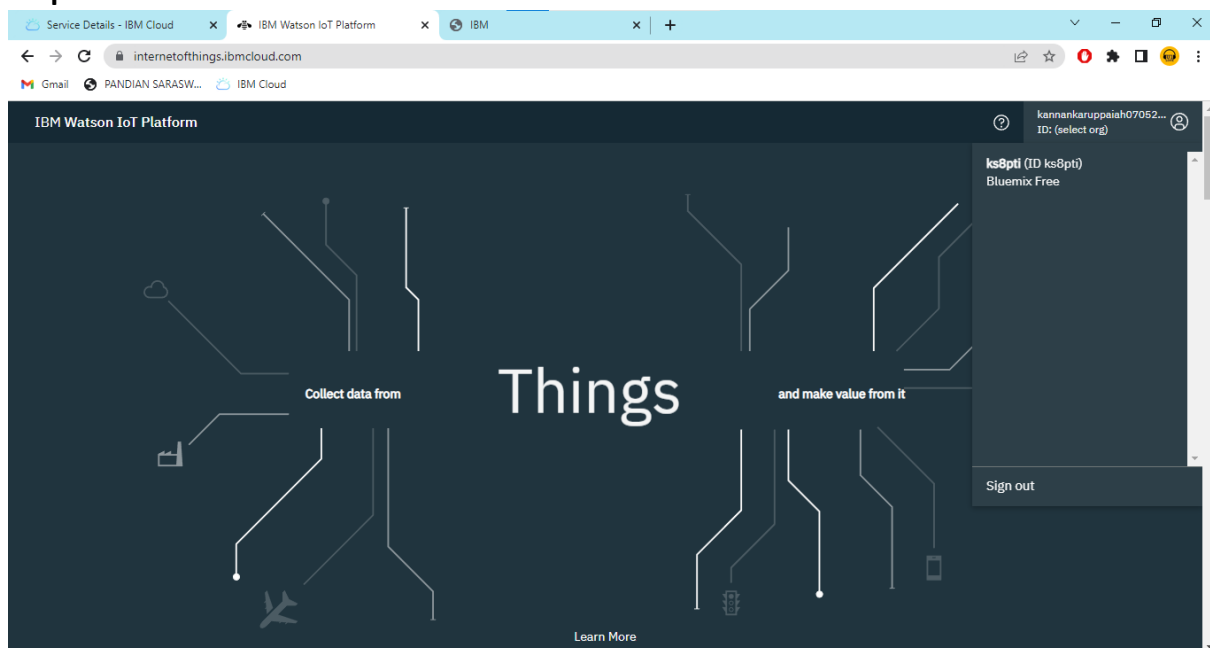 Service Details - IBM Cloud
IBM Watson IoT Platform
IBM
internetofthings.ibmcloud.com
Gmail
PANDIAN SARASW...
IBM Cloud
IBM Watson IoT Platform
kannankaruppaiah07052...
ID: (select org)
ks8pti (ID ks8pti)
Bluemix Free
Collect data from
Things
and make value from it
Sign out
Learn More